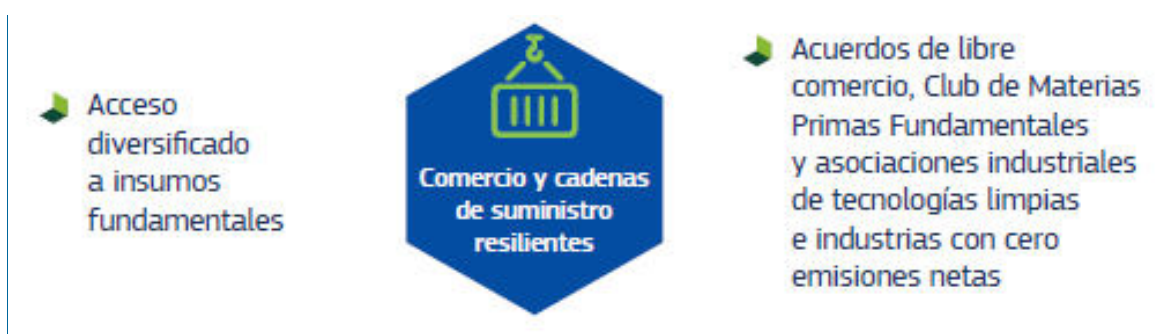 Acceso
diversificado
a insumos
fundamentales
Comercio y cadenas
de suministro
resilientes
Acuerdos de libre
comercio, Club de Materias
Primas Fundamentales
y asociaciones industriales
de tecnologías limpias
e industrias con cero
emisiones netas